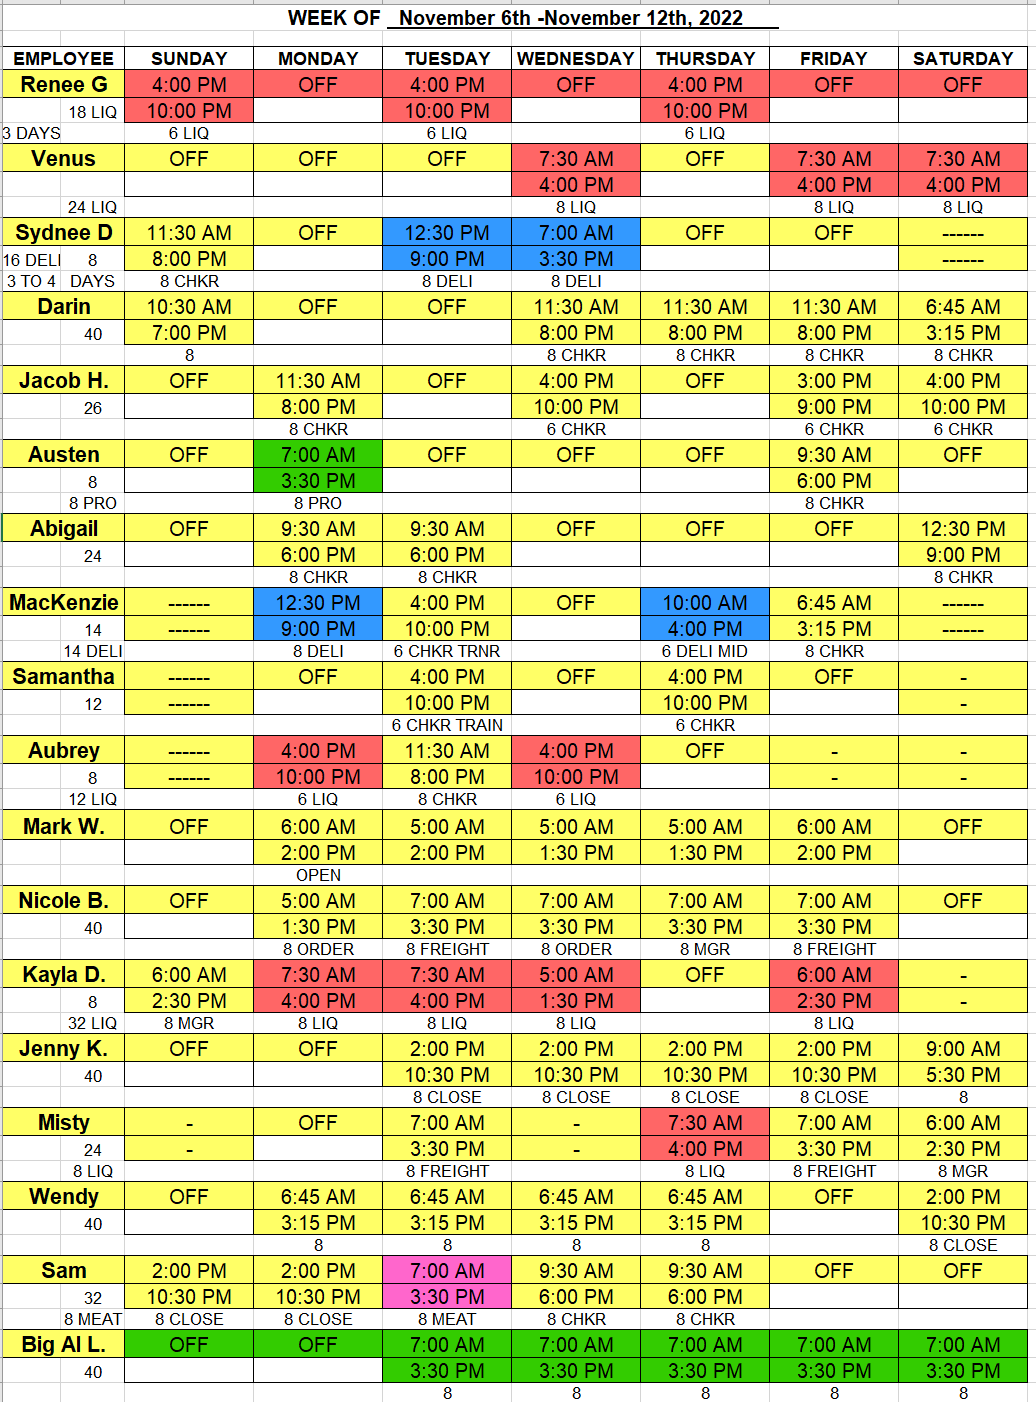 WEEK OF November 6th -November 12th, 2022
EMPLOYEE SUNDAY MONDAY TUESDAY WEDNESDAY THURSDAY FRIDAY SATURDAY
Renee G 4:00 PM OFF 4:00 PM OFF 4:00 PM OFF OFF
18 LIQ 10:00 PM 10:00 PM 10:00 PM
3 DAYS 6 LIQ 6 LIQ 6 LIQ
Venus OFF OFF OFF 7:30 AM OFF 7:30 AM 7:30 AM
4:00 PM 4:00 PM 4:00 PM
24 LIQ 8 LIQ 8 LIQ 8 LIQ
Sydnee D 11:30 AM OFF 12:30 PM 7:00 AM OFF OFF ------
16 DELI 8 8:00 PM 9:00 PM 3:30 PM ------
3 TO 4 DAYS 8 CHKR 8 DELI 8 DELI
Darin 10:30 AM OFF OFF 11:30 AM 11:30 AM 11:30 AM 6:45 AM
40 7:00 PM 8:00 PM 8:00 PM 8:00 PM 3:15 PM
8 8 CHKR 8 CHKR 8 CHKR 8 CHKR
Jacob H. OFF 11:30 AM OFF 4:00 PM OFF 3:00 PM 4:00 PM
26 8:00 PM 10:00 PM 9:00 PM 10:00 PM
8 CHKR 6 CHKR 6 CHKR 6 CHKR
Austen OFF 7:00 AM OFF OFF OFF 9:30 AM OFF
8 3:30 PM 6:00 PM
8 PRO 8 PRO 8 CHKR
Abigail OFF 9:30 AM 9:30 AM OFF OFF OFF 12:30 PM
24 6:00 PM 6:00 PM 9:00 PM
8 CHKR 8 CHKR 8 CHKR
MacKenzie ------ 12:30 PM 4:00 PM OFF 10:00 AM 6:45 AM ------
14 ------ 9:00 PM 10:00 PM 4:00 PM 3:15 PM ------
14 DELI 8 DELI 6 CHKR TRNR 6 DELI MID 8 CHKR
Samantha ------ OFF 4:00 PM OFF 4:00 PM OFF -
12 ------ 10:00 PM 10:00 PM -
6 CHKR TRAIN 6 CHKR
Aubrey ------ 4:00 PM 11:30 AM 4:00 PM OFF - -
8 ------ 10:00 PM 8:00 PM 10:00 PM - -
12 LIQ 6 LIQ 8 CHKR 6 LIQ
Mark W. OFF 6:00 AM 5:00 AM 5:00 AM 5:00 AM 6:00 AM OFF
2:00 PM 2:00 PM 1:30 PM 1:30 PM 2:00 PM
OPEN
Nicole B. OFF 5:00 AM 7:00 AM 7:00 AM 7:00 AM 7:00 AM OFF
40 1:30 PM 3:30 PM 3:30 PM 3:30 PM 3:30 PM
8 ORDER 8 FREIGHT 8 ORDER 8 MGR 8 FREIGHT
Kayla D. 6:00 AM 7:30 AM 7:30 AM 5:00 AM OFF 6:00 AM -
8 2:30 PM 4:00 PM 4:00 PM 1:30 PM 2:30 PM -
32 LIQ 8 MGR 8 LIQ 8 LIQ 8 LIQ 8 LIQ
Jenny K. OFF OFF 2:00 PM 2:00 PM 2:00 PM 2:00 PM 9:00 AM
40 10:30 PM 10:30 PM 10:30 PM 10:30 PM 5:30 PM
8 CLOSE 8 CLOSE 8 CLOSE 8 CLOSE 8
Misty - OFF 7:00 AM - 7:30 AM 7:00 AM 6:00 AM
24 - 3:30 PM - 4:00 PM 3:30 PM 2:30 PM
8 LIQ 8 FREIGHT 8 LIQ 8 FREIGHT 8 MGR
Wendy OFF 6:45 AM 6:45 AM 6:45 AM 6:45 AM OFF 2:00 PM
40 3:15 PM 3:15 PM 3:15 PM 3:15 PM 10:30 PM
8 8 8 8 8 CLOSE
Sam 2:00 PM 2:00 PM 7:00 AM 9:30 AM 9:30 AM OFF OFF
32 10:30 PM 10:30 PM 3:30 PM 6:00 PM 6:00 PM
8 MEAT 8 CLOSE 8 CLOSE 8 MEAT 8 CHKR 8 CHKR
Big Al L. OFF OFF 7:00 AM 7:00 AM 7:00 AM 7:00 AM 7:00 AM
40 3:30 PM 3:30 PM 3:30 PM 3:30 PM 3:30 PM
8 8 8 8 8